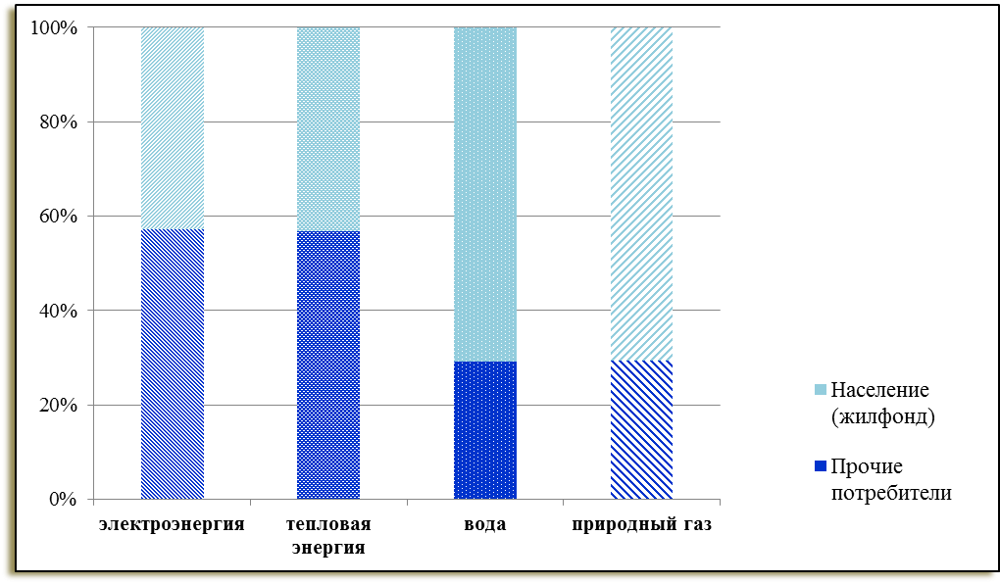 100%
80%
60%
40%
20%
0%
электроэнергия
тепловая
энергия
вода
природный газ
Население
(жилфонд)
Прочие
потребители